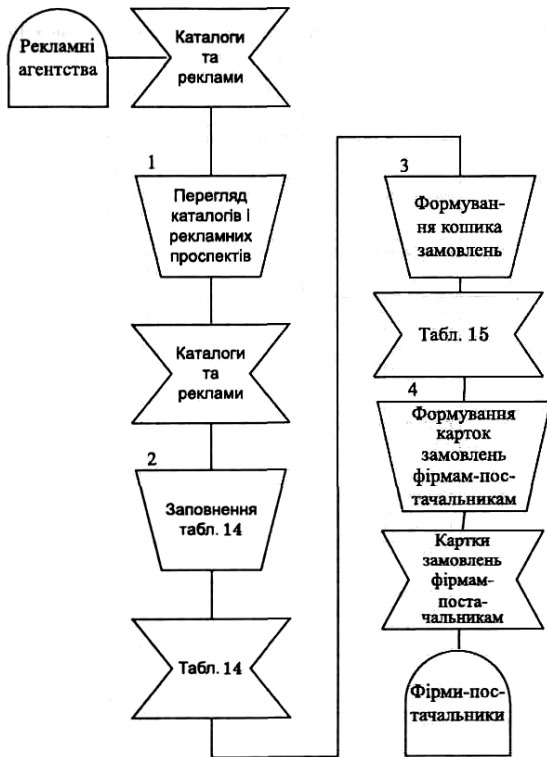 Рекламні
агентства
Каталоги
та
реклами
1
Перегляд
каталогів і
рекламних
проспектів
Каталоги
та
реклами
2
Заповнення
табл. 14
Табл. 14
3
Формуван-
ня кошика
замовлень
Табл. 15
4
Формування
карток
замовлень
фірмам-пос-
тачальникам
Картки
замовлень
фірмам-
поста-
чальникам
Фірми-пос-
тачальники